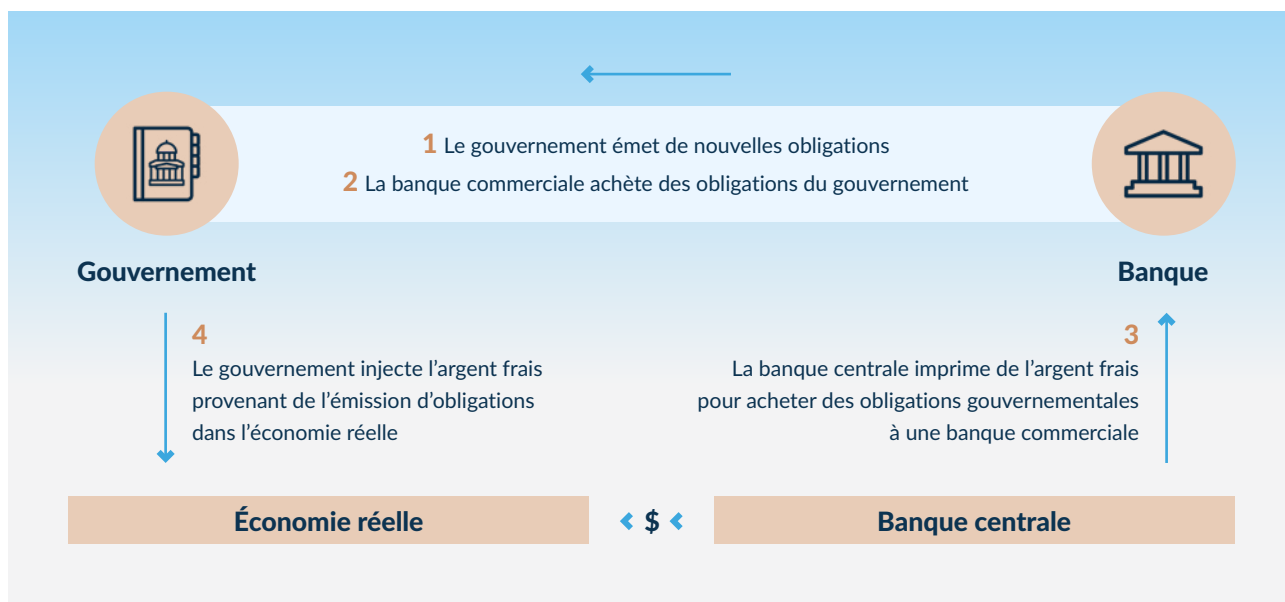 1 Le gouvernement émet de nouvelles obligations
2 La banque commerciale achète des obligations du gouvernement
Gouvernement
Banque
4
Le gouvernement injecte l’argent frais
provenant de l’émission d’obligations
dans l’économie réelle
3
La banque centrale imprime de l’argent frais
pour acheter des obligations gouvernementales
à une banque commerciale
Économie réelle
$
Banque centrale